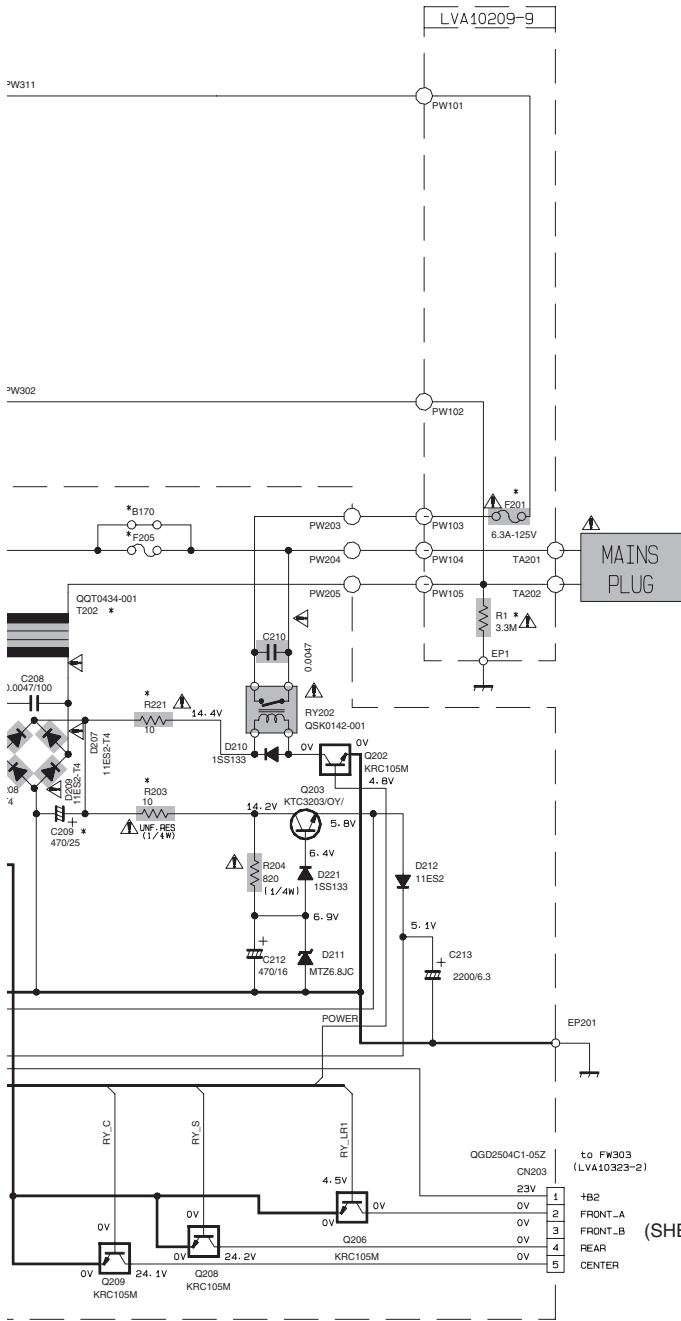 LVA10209-9
PW311
PW101
PW302
PW102
*
*B170
F201
*F205
PW203
PW103
6.3A-125V
PW204
PW104
TA201
MAINS
PLUG
PW205
PW105
TA202
QQT0434-001
T202 *
R1 *
3.3M
C210
0.0047
EP1
C208
0.0047/100
*
R221
10
14.4V
RY202
QSK0142-001
D207
11ES2-T4
D210
1SS133
0V
0V
Q202
KRC105M
4.8V
D209
11ES2-T4
*
R203
10
UNF.RES
(1/4W)
14.2V
Q203
KTC3203/OY/
5.8V
C209
470/25
*
6.4V
R204
820
(1/4W)
D221
1SS133
D212
11ES2
6.9V
5.1V
C212
470/16
D211
MTZ6.8JC
C213
2200/6.3
POWER
EP201
RY_C
RY_S
RY_LR1
QGD2504C1-05Z
to FW303
(LVA10323-2)
CN203
4.5V
23V
1
+B2
0V
0V
0V
2
FRONT_A
0V
3
FRONT_B
(SHE
0V
0V
Q206
KRC105M
0V
4
REAR
0V
24.2V
0V
5
CENTER
0V
24.1V
Q208
KRC105M
Q209
KRC105M